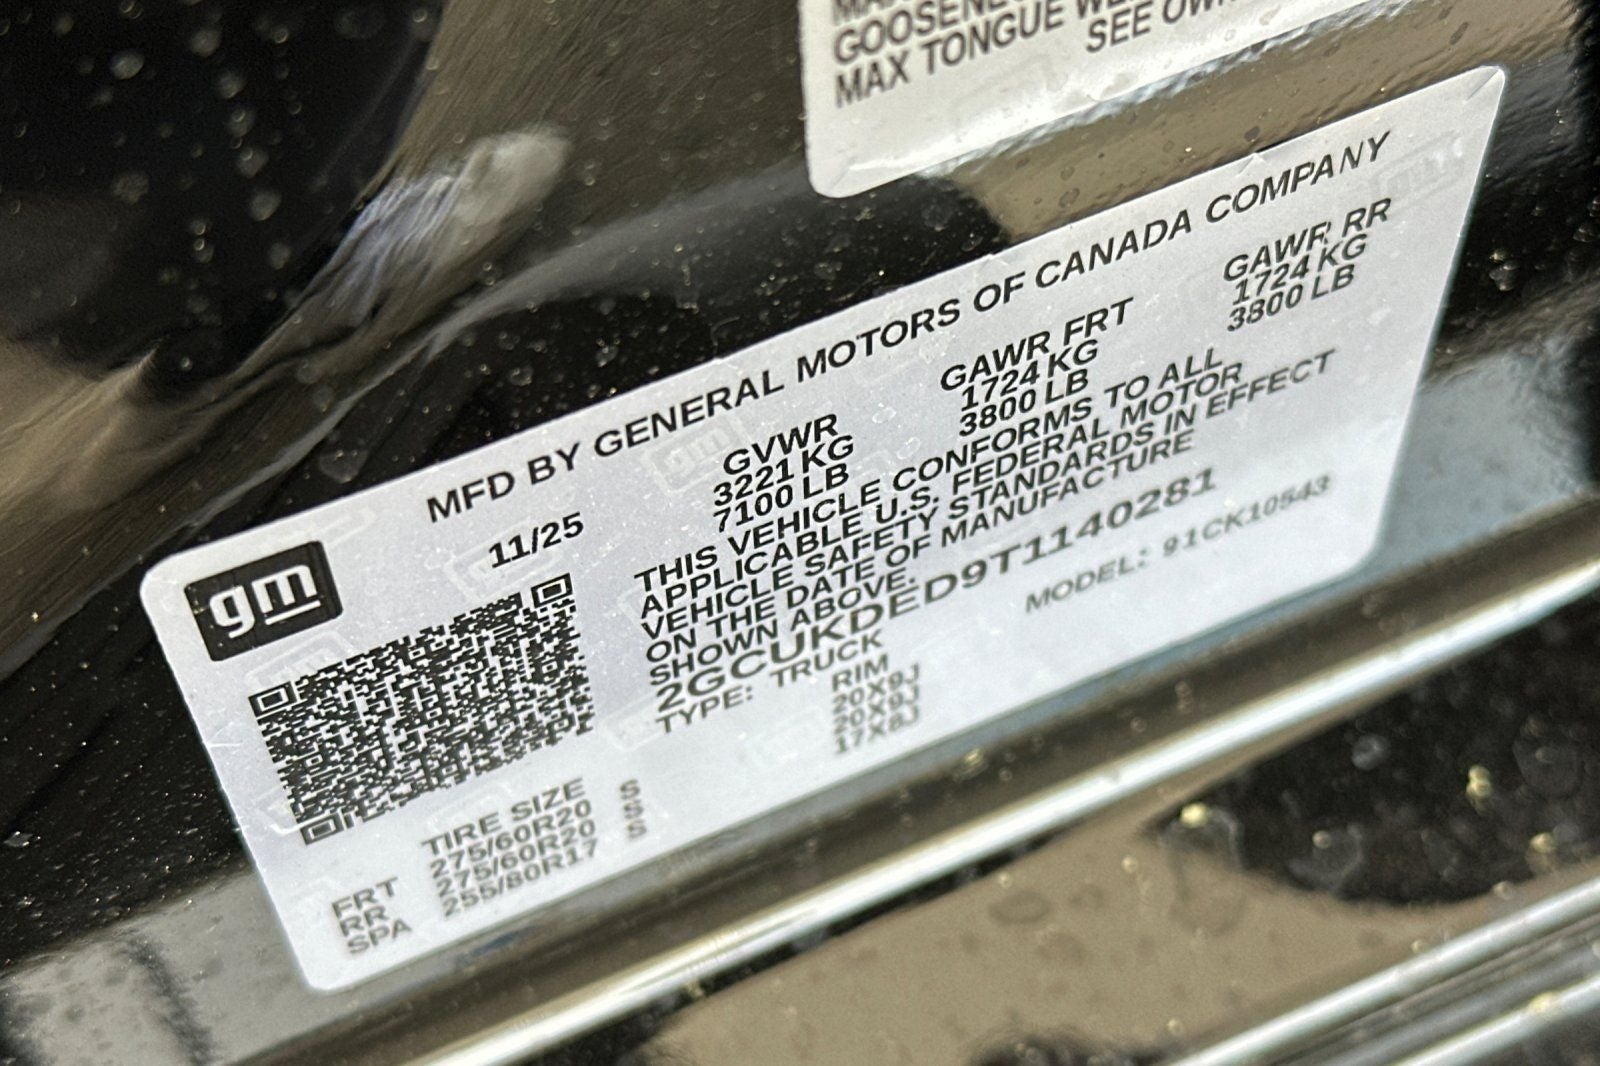 GOOSENE
MAX TONGUE WE
SEE OWN
MFD BY GENERAL MOTORS OF CANADA COMPANY
gm
11/25
GVWR
3221 KG
7100 LB
GAWR FRT
1724 KG
3800 LB
GAWR RR
1724 KG
3800 LB
THIS VEHICLE CONFORMS TO ALL
APPLICABLE U.S. FEDERAL MOTOR
VEHICLE SAFETY STANDARDS IN EFFECT
ON THE DATE OF MANUFACTURE
SHOWN ABOVE.
2GCUKDED9T1140281
TYPE: TRUCK
MODEL: 91CK10543
TIRE SIZE RIM
FRT 275/60R20 S 20X9J
RR 275/60R20 S 20X9J
SPA 255/80R17 S 17X8J